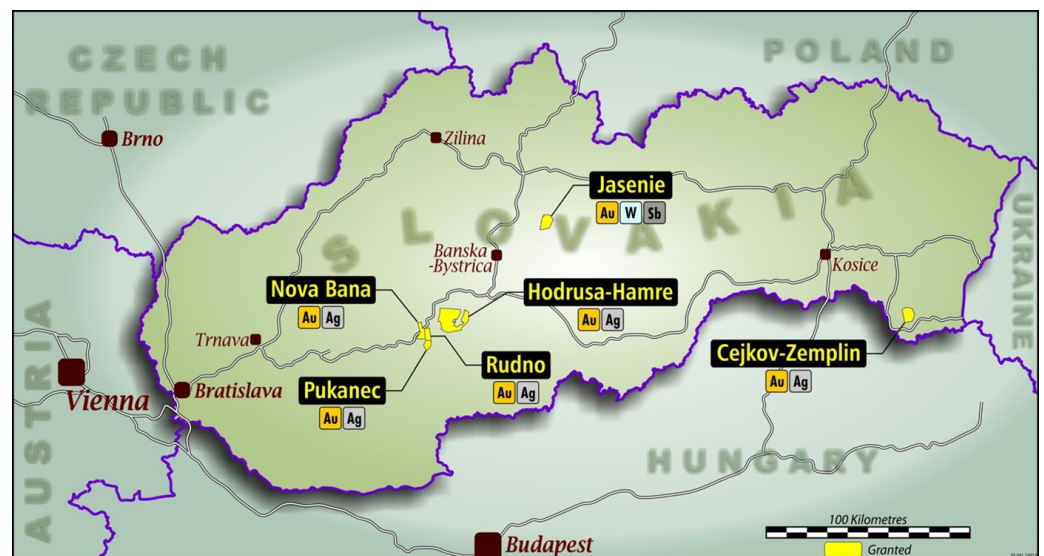 CZECH
REPUBLIC
POLAND
Brno
Zilina
Jasenie
Au W Sb
SLOVAKIA
UKRAINE
Banska
-Bystrica
Kosice
Nova Bana
Au Ag
Hodrusa-Hamre
Au Ag
Trnava
Rudno
Au Ag
Cejkov-Zemplin
Au Ag
Pukanec
Au Ag
Bratislava
Vienna
AUSTRIA
HUNGARY
Budapest
100 Kilometres
Granted